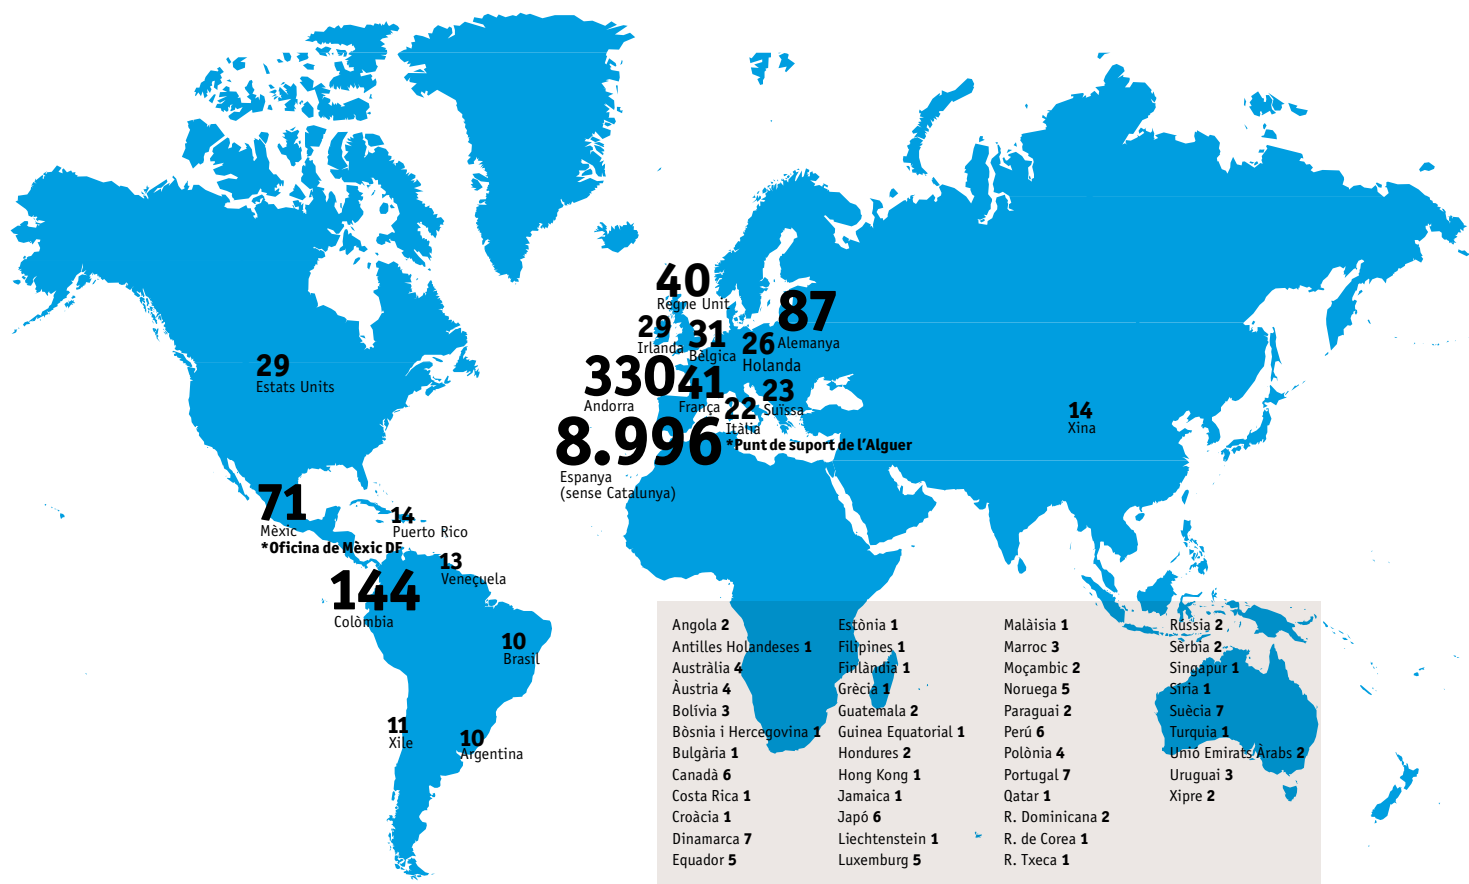 40
Regne Unit
87
Alemanya
29
Irlanda
31
Bèlgica
26
Holanda
29
Estats Units
330
Andorra
41
França
23
Suïssa
22
Itàlia
14
Xina
8.996
*Punt de suport de l'Alguer
Espanya
(sense Catalunya)
71
Mèxic
*Oficina de Mèxic DF
14
Puerto Rico
13
Veneçuela
144
Colòmbia
10
Brasil
11
Xile
10
Argentina
Angola 2
Antilles Holandeses 1
Austràlia 4
Àustria 4
Bolívia 3
Bòsnia i Hercegovina 1
Bulgària 1
Canadà 6
Costa Rica 1
Croàcia 1
Dinamarca 7
Equador 5
Estònia 1
Filipines 1
Finlàndia 1
Grècia 1
Guatemala 2
Guinea Equatorial 1
Hondures 2
Hong Kong 1
Jamaica 1
Japó 6
Liechtenstein 1
Luxemburg 5
Malàisia 1
Marroc 3
Moçambic 2
Noruega 5
Paraguai 2
Perú 6
Polònia 4
Portugal 7
Qatar 1
R. Dominicana 2
R. de Corea 1
R. Txeca 1
Rússia 2
Sèrbia 2
Singapur 1
Síria 1
Suècia 7
Turquia 1
Unió Emirats Àrabs 2
Uruguai 3
Xipre 2